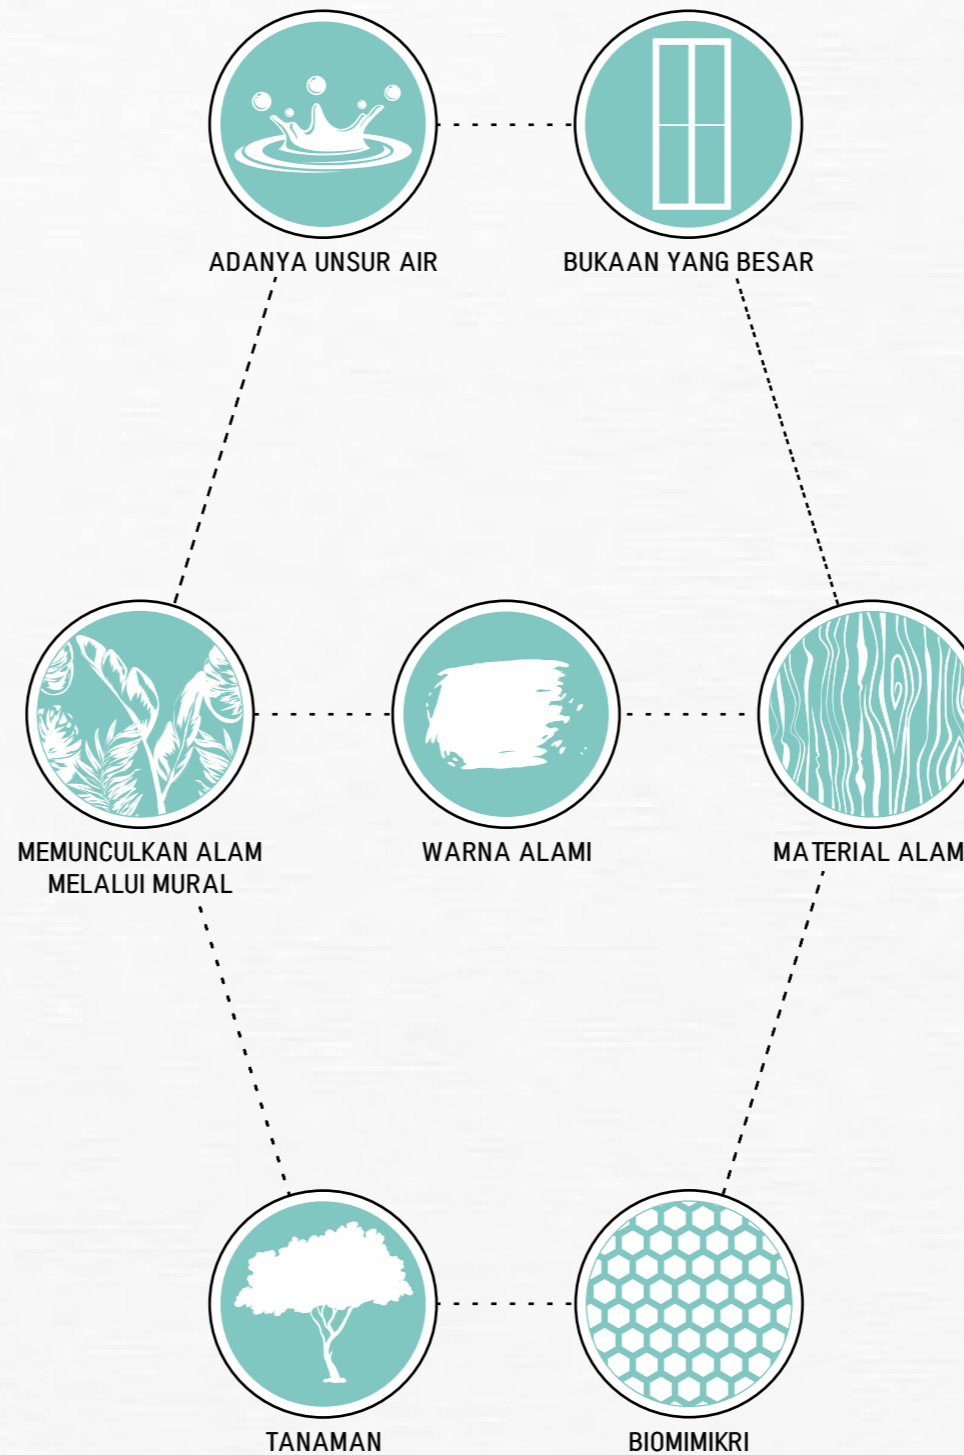 ADANYA UNSUR AIR
BUKAAN YANG BESAR
MEMUNCULKAN ALAM
MELALUI MURAL
WARNA ALAMI
MATERIAL ALAM
TANAMAN
BIOMIMIKRI